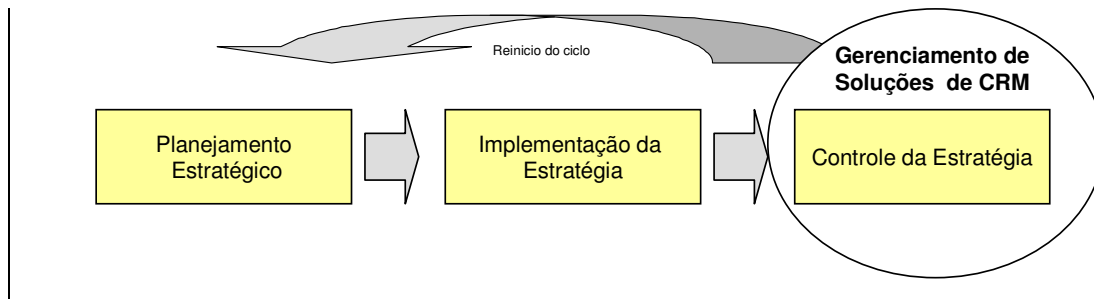 Reinicio do ciclo
Gerenciamento de
Soluções de CRM
Planejamento
Estratégico
Implementação da
Estratégia
Controle da Estratégia